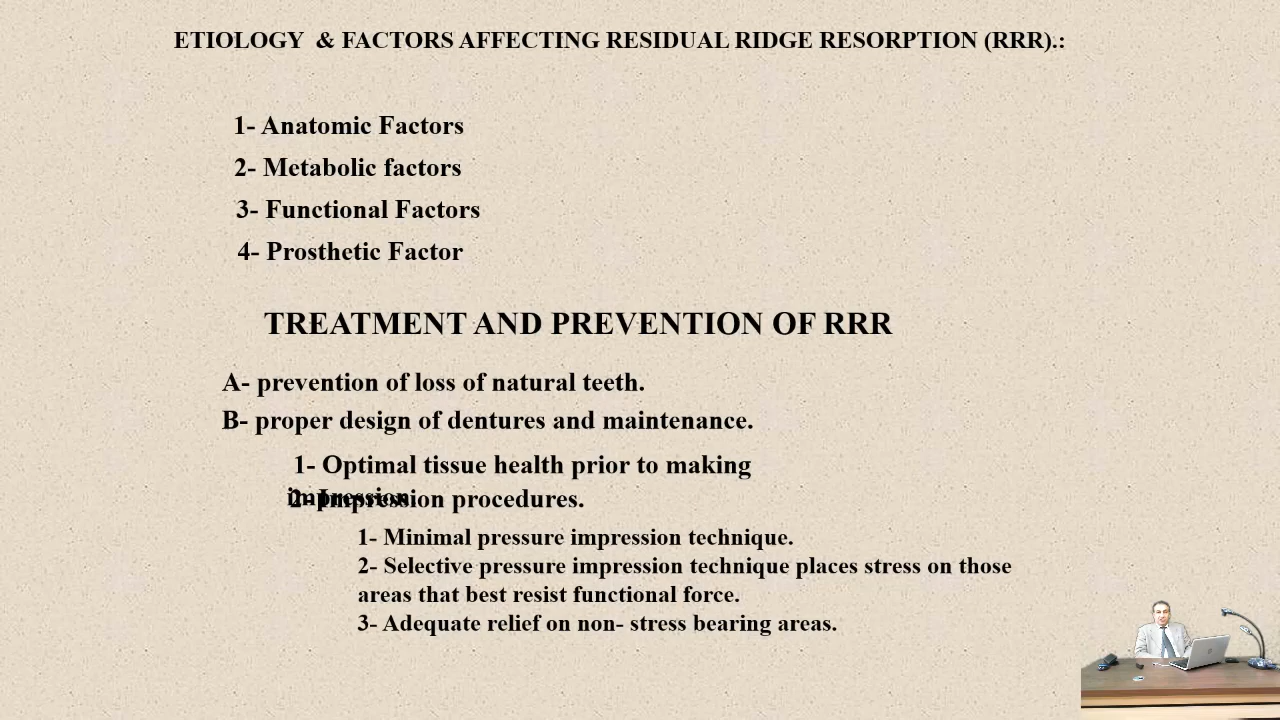 ETIOLOGY & FACTORS AFFECTING RESIDUAL RIDGE RESORPTION (RRR).:
1- Anatomic Factors
2- Metabolic factors
3- Functional Factors
4- Prosthetic Factor
TREATMENT AND PREVENTION OF RRR
A- prevention of loss of natural teeth.
B- proper design of dentures and maintenance.
1- Optimal tissue health prior to making
impression
2- Impression procedures.
1- Minimal pressure impression technique.
2- Selective pressure impression technique places stress on those
areas that best resist functional force.
3- Adequate relief on non- stress bearing areas.